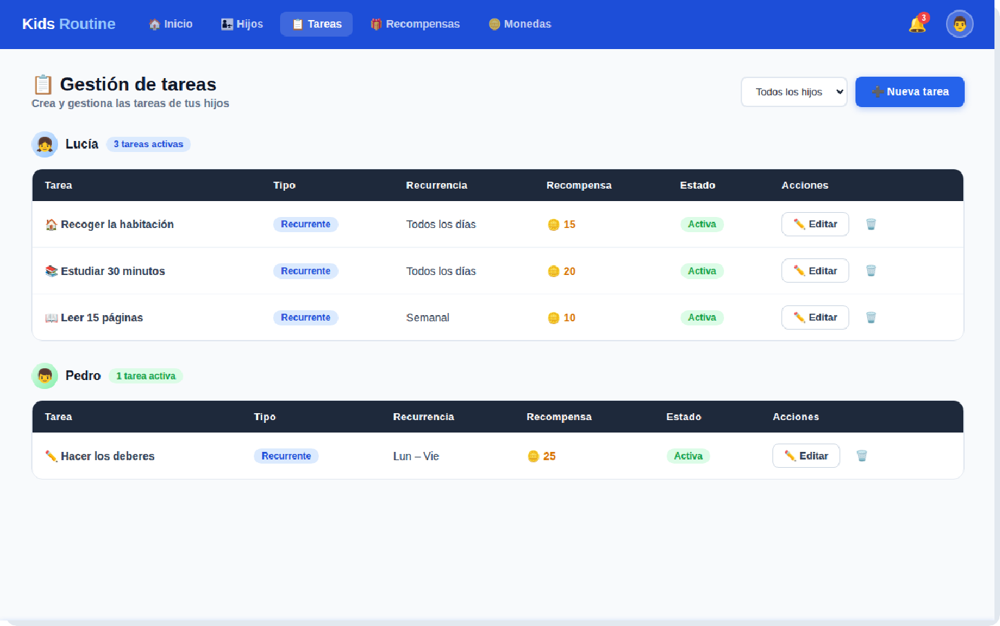 Kids Routine
🏠 Inicio
👨‍👧 Hijos
📋 Tareas
🎁 Recompensas
🪙 Monedas
🔔 3
📋 Gestión de tareas
Crea y gestiona las tareas de tus hijos
Todos los hijos
➕ Nueva tarea
👧 Lucía 3 tareas activas
Tarea Tipo Recurrencia Recompensa Estado Acciones
🏠 Recoger la habitación Recurrente Todos los días 🪙 15 Activa ✏️ Editar 🗑️
📚 Estudiar 30 minutos Recurrente Todos los días 🪙 20 Activa ✏️ Editar 🗑️
📖 Leer 15 páginas Recurrente Semanal 🪙 10 Activa ✏️ Editar 🗑️
👦 Pedro 1 tarea activa
Tarea Tipo Recurrencia Recompensa Estado Acciones
✏️ Hacer los deberes Recurrente Lun – Vie 🪙 25 Activa ✏️ Editar 🗑️